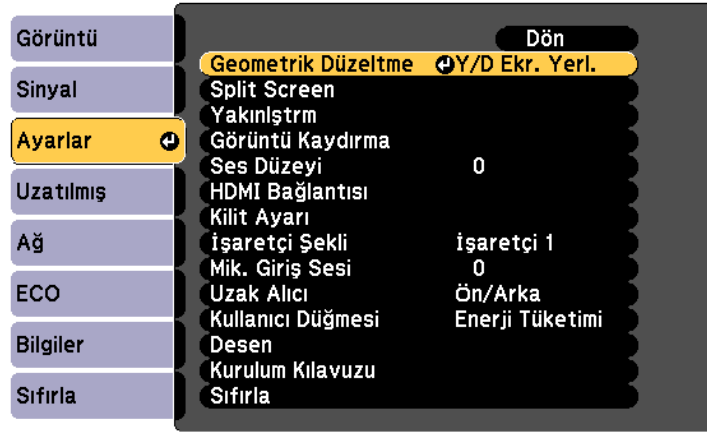 Görüntü
Sinyal
Ayarlar
Uzatılmış
Ağ
ECO
Bilgiler
Sıfırla
Dön
Geometrik Düzeltme Y/D Ekr. Yerl.
Split Screen
Yakınlştrm
Görüntü Kaydırma
Ses Düzeyi 0
HDMI Bağlantısı
Kilit Ayarı
İşaretçi Şekli İşaretçi 1
Mik. Giriş Sesi 0
Uzak Alıcı Ön/Arka
Kullanıcı Düğmesi Enerji Tüketimi
Desen
Kurulum Kılavuzu
Sıfırla